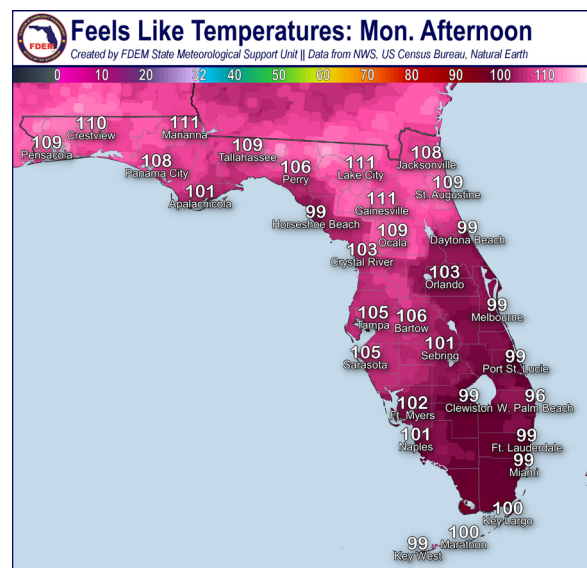 Feels Like Temperatures: Mon. Afternoon
Created by FDEM State Meteorological Support Unit || Data from NWS, US Census Bureau, Natural Earth
FDEM
0 10 20 32 40 50 60 70 80 90 100 110
110
Crestview
111
Marianna
109
Pensacola
109
Tallahassee
108
Panama City
106
Perry
111
Lake City
108
Jacksonville
101
Apalachicola
109
St. Augustine
99
Horseshoe Beach
111
Gainesville
109
Ocala
99
Daytona Beach
103
Crystal River
103
Orlando
99
Melbourne
105
Tampa
106
Bartow
101
Sebring
105
Sarasota
99
Port St. Lucie
102
Ft. Myers
99
Clewiston
96
W. Palm Beach
101
Naples
99
Ft. Lauderdale
99
Miami
100
Key Largo
100
Marathon
99
Key West